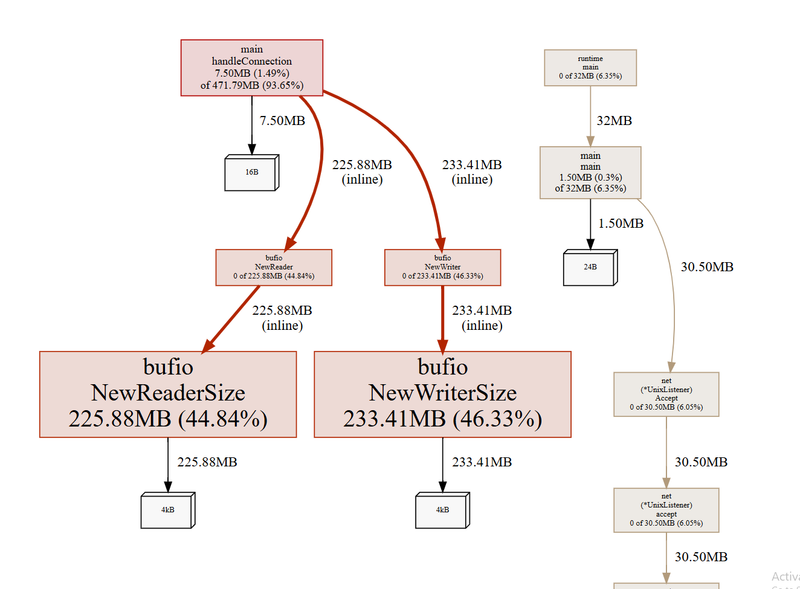 main
handleConnection
7.50MB (1.49%)
of 471.79MB (93.65%)
7.50MB
16B
225.88MB
(inline)
233.41MB
(inline)
bufio
NewReader
0 of 225.88MB (44.84%)
bufio
NewWriter
0 of 233.41MB (46.33%)
225.88MB
(inline)
233.41MB
(inline)
bufio
NewReaderSize
225.88MB (44.84%)
bufio
NewWriterSize
233.41MB (46.33%)
225.88MB
233.41MB
4kB
4kB
runtime
main
0 of 32MB (6.35%)
32MB
main
main
1.50MB (0.3%)
of 32MB (6.35%)
1.50MB
24B
30.50MB
net
(*UnixListener)
Accept
0 of 30.50MB (6.05%)
30.50MB
net
(*UnixListener)
accept
0 of 30.50MB (6.05%)
30.50MB
Activa